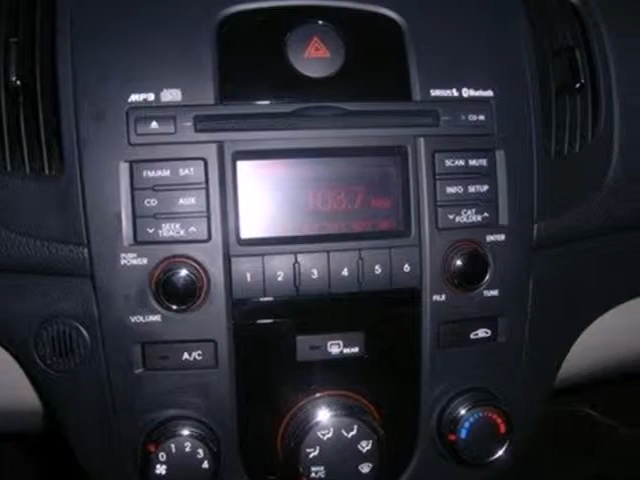 MP3
SIRIUS Bluetooth
CD-IN
FM/AM SAT
SCAN MUTE
103.7 MHz
CD AUX
INFO SETUP
SEEK
TRACK
CAT
FOLDER
PUSH
POWER
ENTER
1 2 3 4 5 6
VOLUME
FILE
TUNE
A/C
REAR
0 1 2 3 4
MAX
A/C